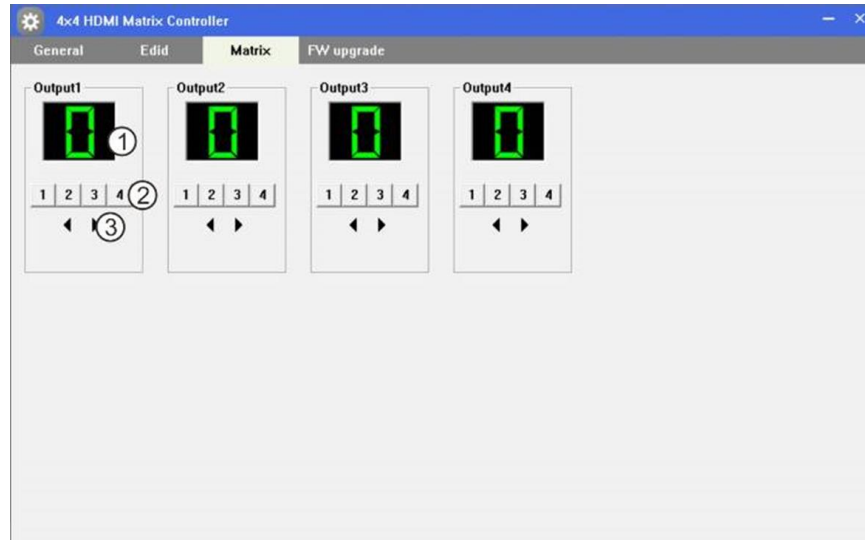 4x4 HDMI Matrix Controller
General Edid Matrix FW upgrade
Output1 Output2 Output3 Output4
0 ① 0 0 0
1 2 3 4 ② 1 2 3 4 1 2 3 4 1 2 3 4
③